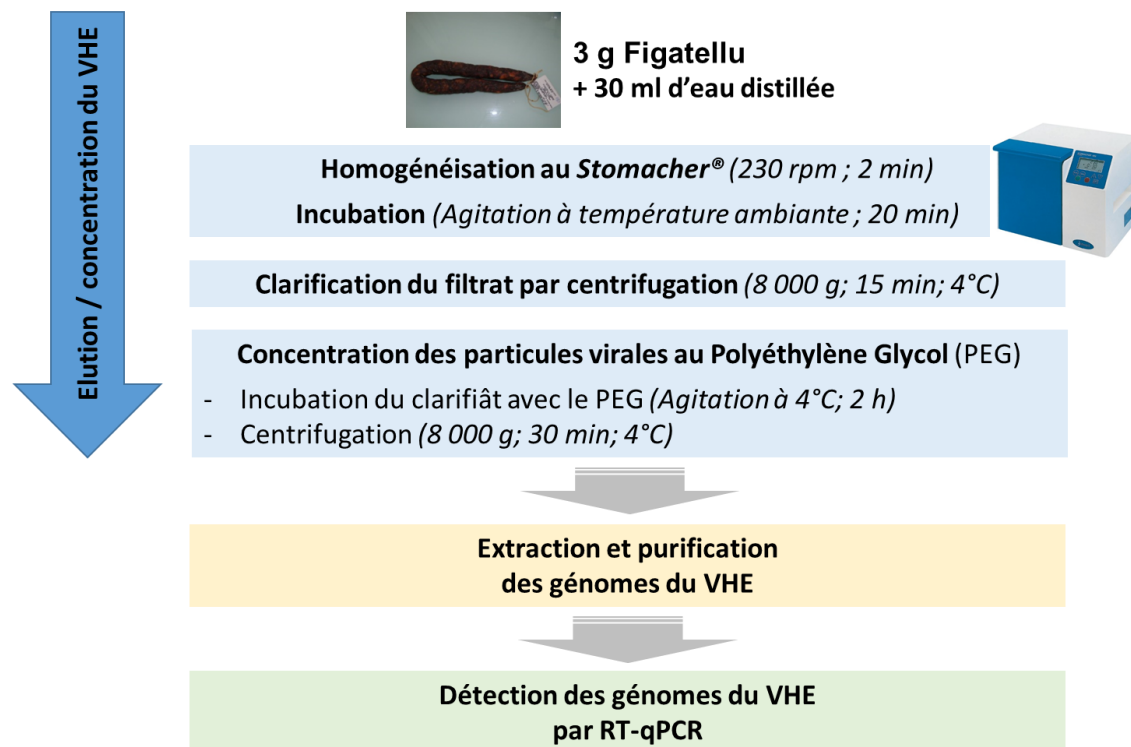 Elution / concentration du VHE
3 g Figatellu
+ 30 ml d’eau distillée
Homogénéisation au Stomacher® (230 rpm ; 2 min)
Incubation (Agitation à température ambiante ; 20 min)
Clarification du filtrat par centrifugation (8 000 g; 15 min; 4°C)
Concentration des particules virales au Polyéthylène Glycol (PEG)
- Incubation du clarifiât avec le PEG (Agitation à 4°C; 2 h)
- Centrifugation (8 000 g; 30 min; 4°C)
Extraction et purification
des génomes du VHE
Détection des génomes du VHE
par RT-qPCR